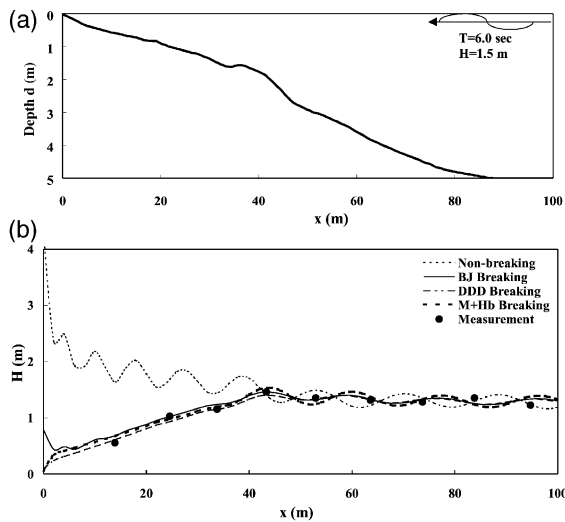 (a)
0
1
2
3
4
5
Depth d (m)
T=6.0 sec
H=1.5 m
0 20 40 60 80 100
x (m)
(b)
4
3
2
1
0
H (m)
Non-breaking
BJ Breaking
DDD Breaking
M+Hb Breaking
Measurement
0 20 40 60 80 100
x (m)